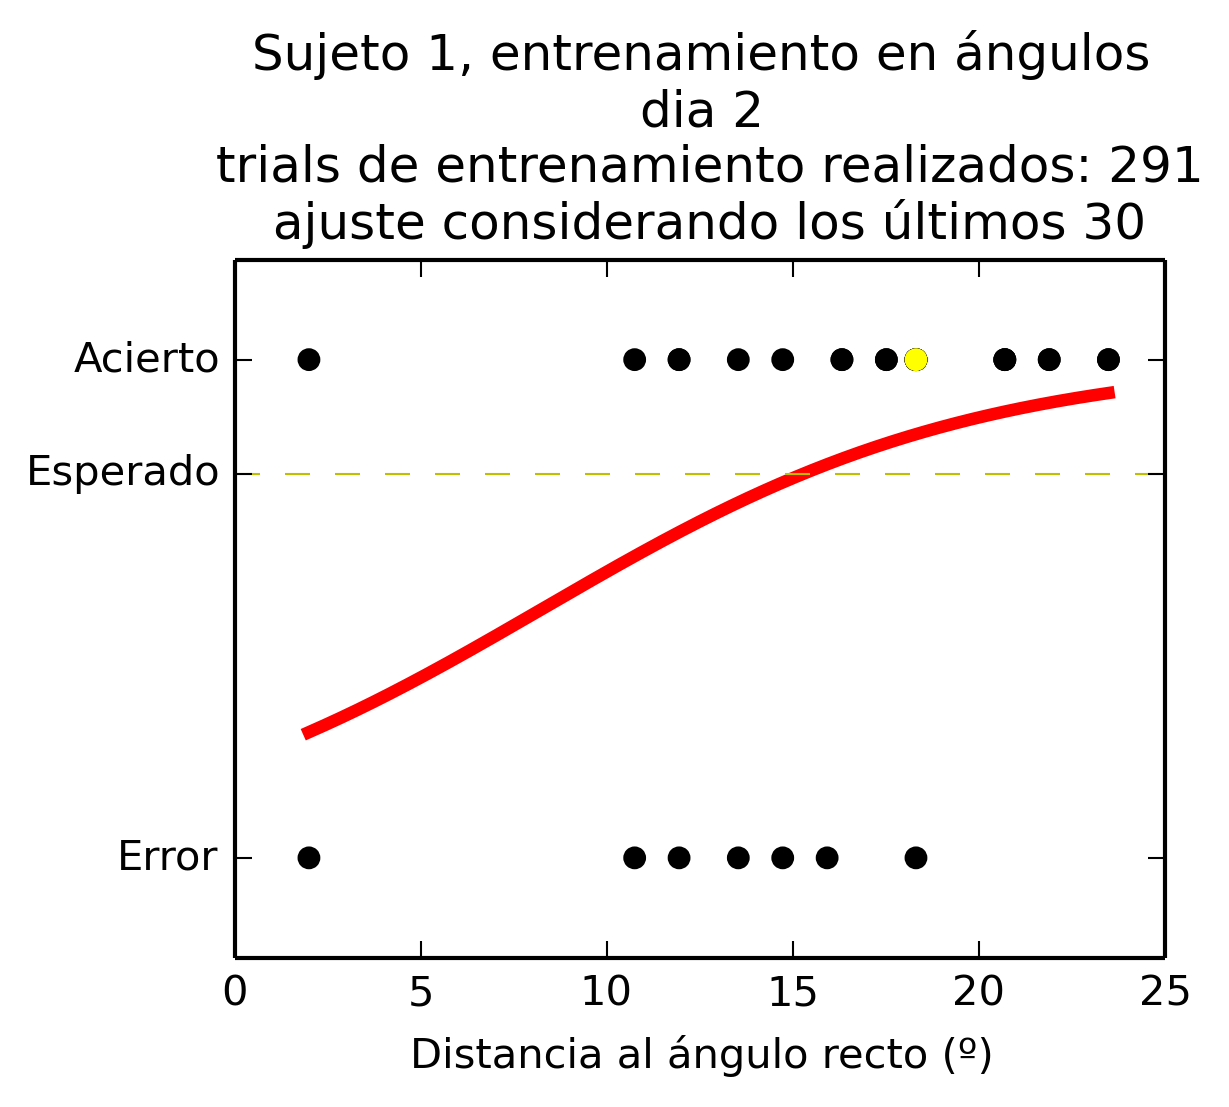 Sujeto 1, entrenamiento en ángulos
dia 2
trials de entrenamiento realizados: 291
ajuste considerando los últimos 30
Acierto
Esperado
Error
0 5 10 15 20 25
Distancia al ángulo recto (º)